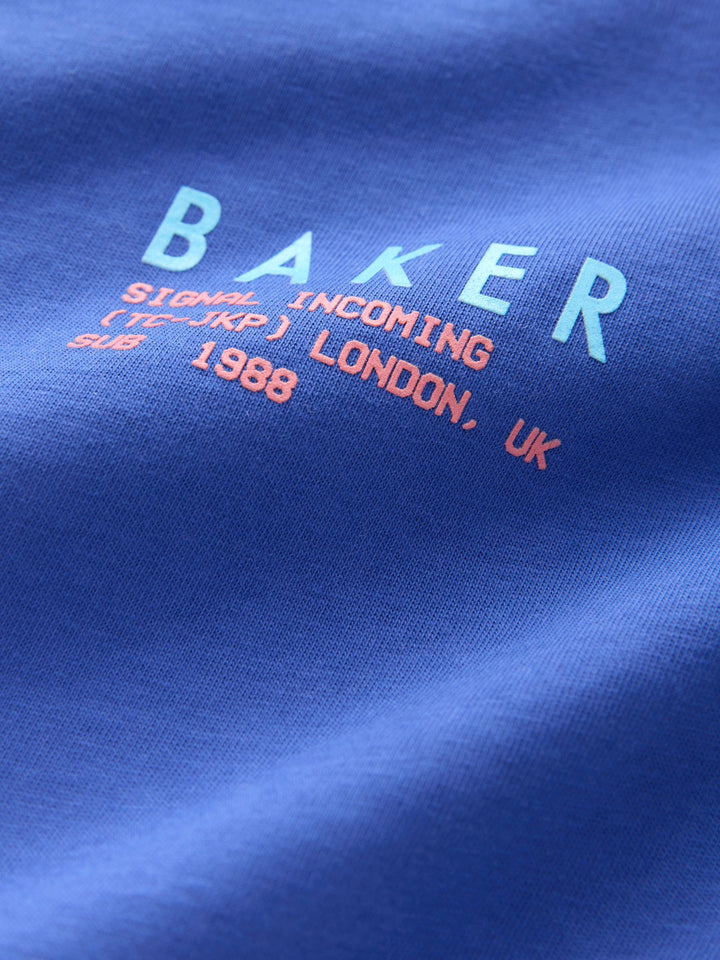 BAKER
SIGNAL INCOMING
(TC-JKP) LONDON, UK
SUB 1988